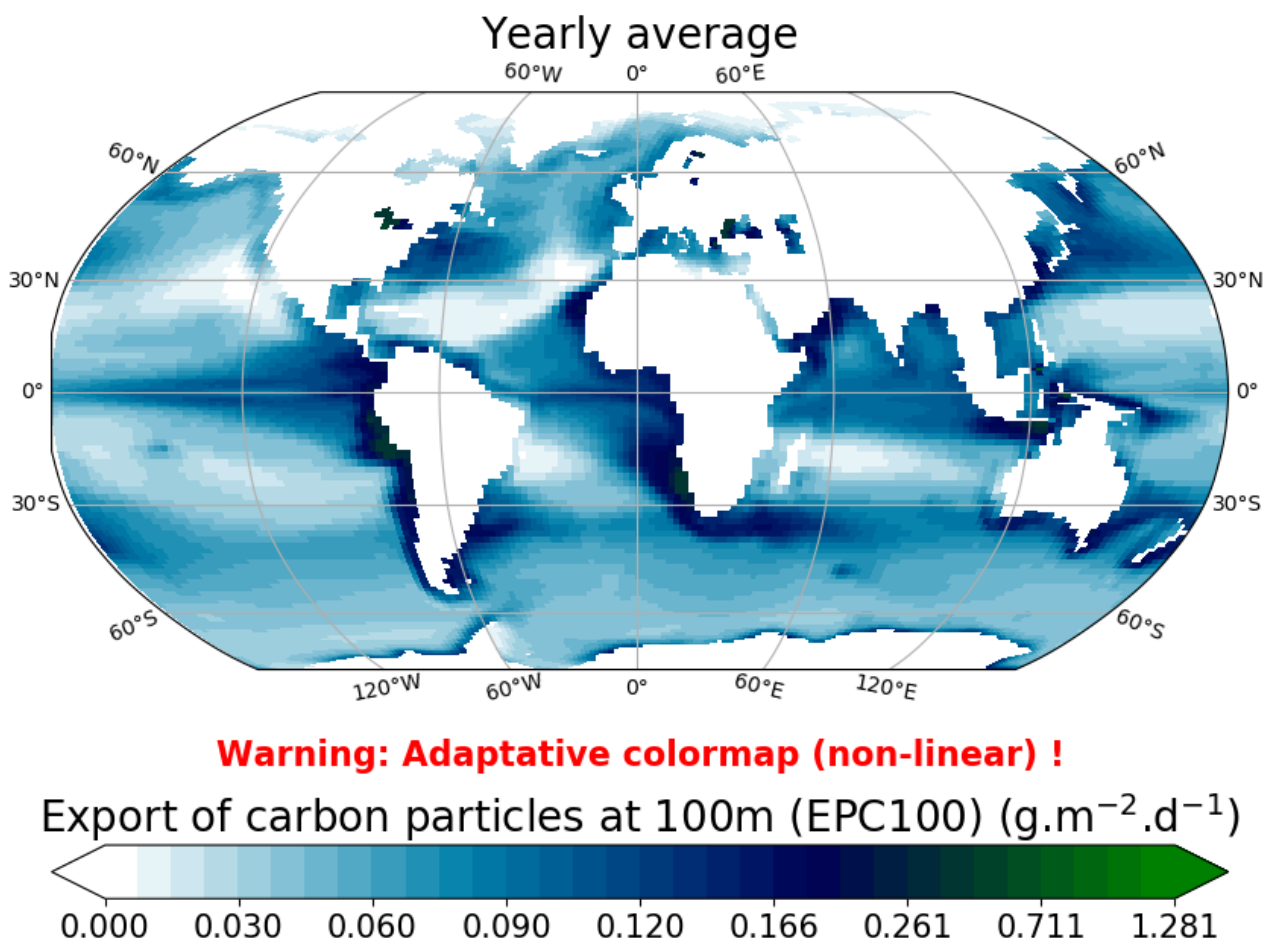 Yearly average
60°W 0° 60°E
60°N 60°N
30°N 30°N
0° 0°
30°S 30°S
60°S 60°S
120°W 60°W 0° 60°E 120°E
Warning: Adaptative colormap (non-linear) !
Export of carbon particles at 100m (EPC100) (g.m⁻².d⁻¹)
0.000 0.030 0.060 0.090 0.120 0.166 0.261 0.711 1.281